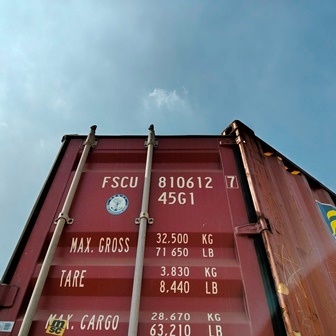 FSCU 810612 7
45G1
MAX. GROSS 32.500 KG
71 650 LB
TARE 3.830 KG
8.440 LB
MAX. CARGO 28.670 KG
63,210 LB